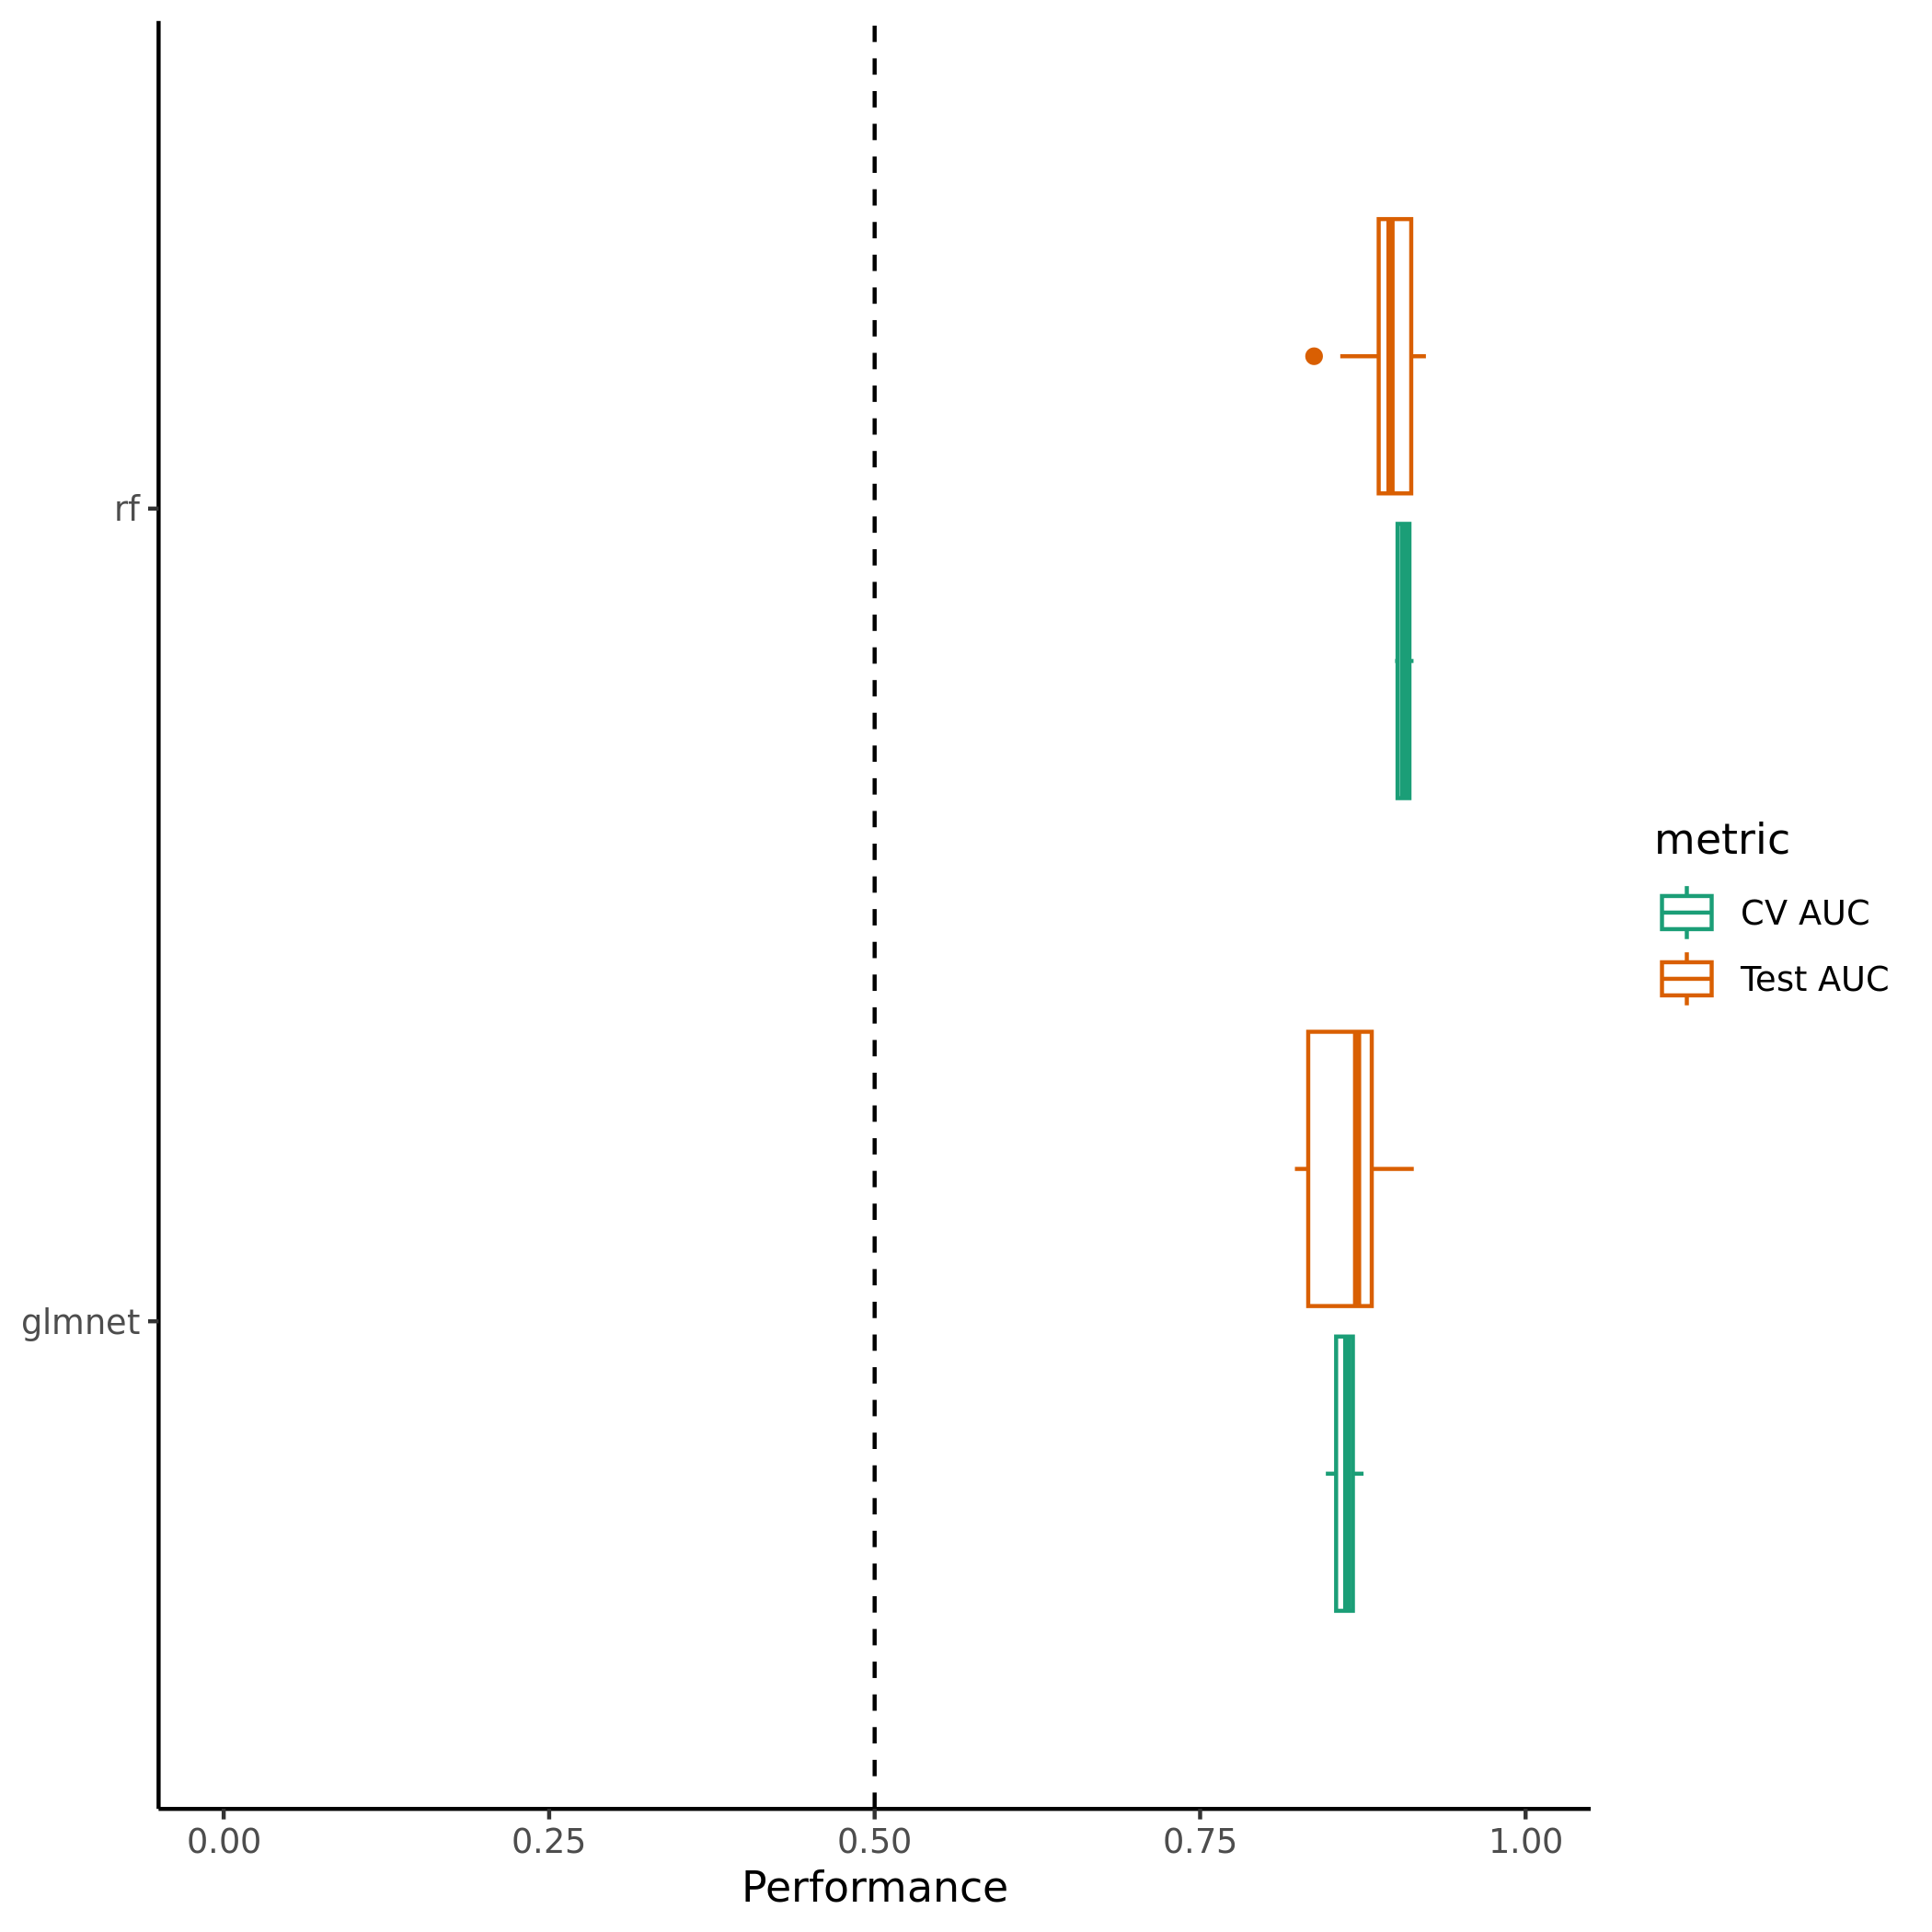 rf
glmnet
0.00
0.25
0.50
0.75
1.00
Performance
metric
CV AUC
Test AUC